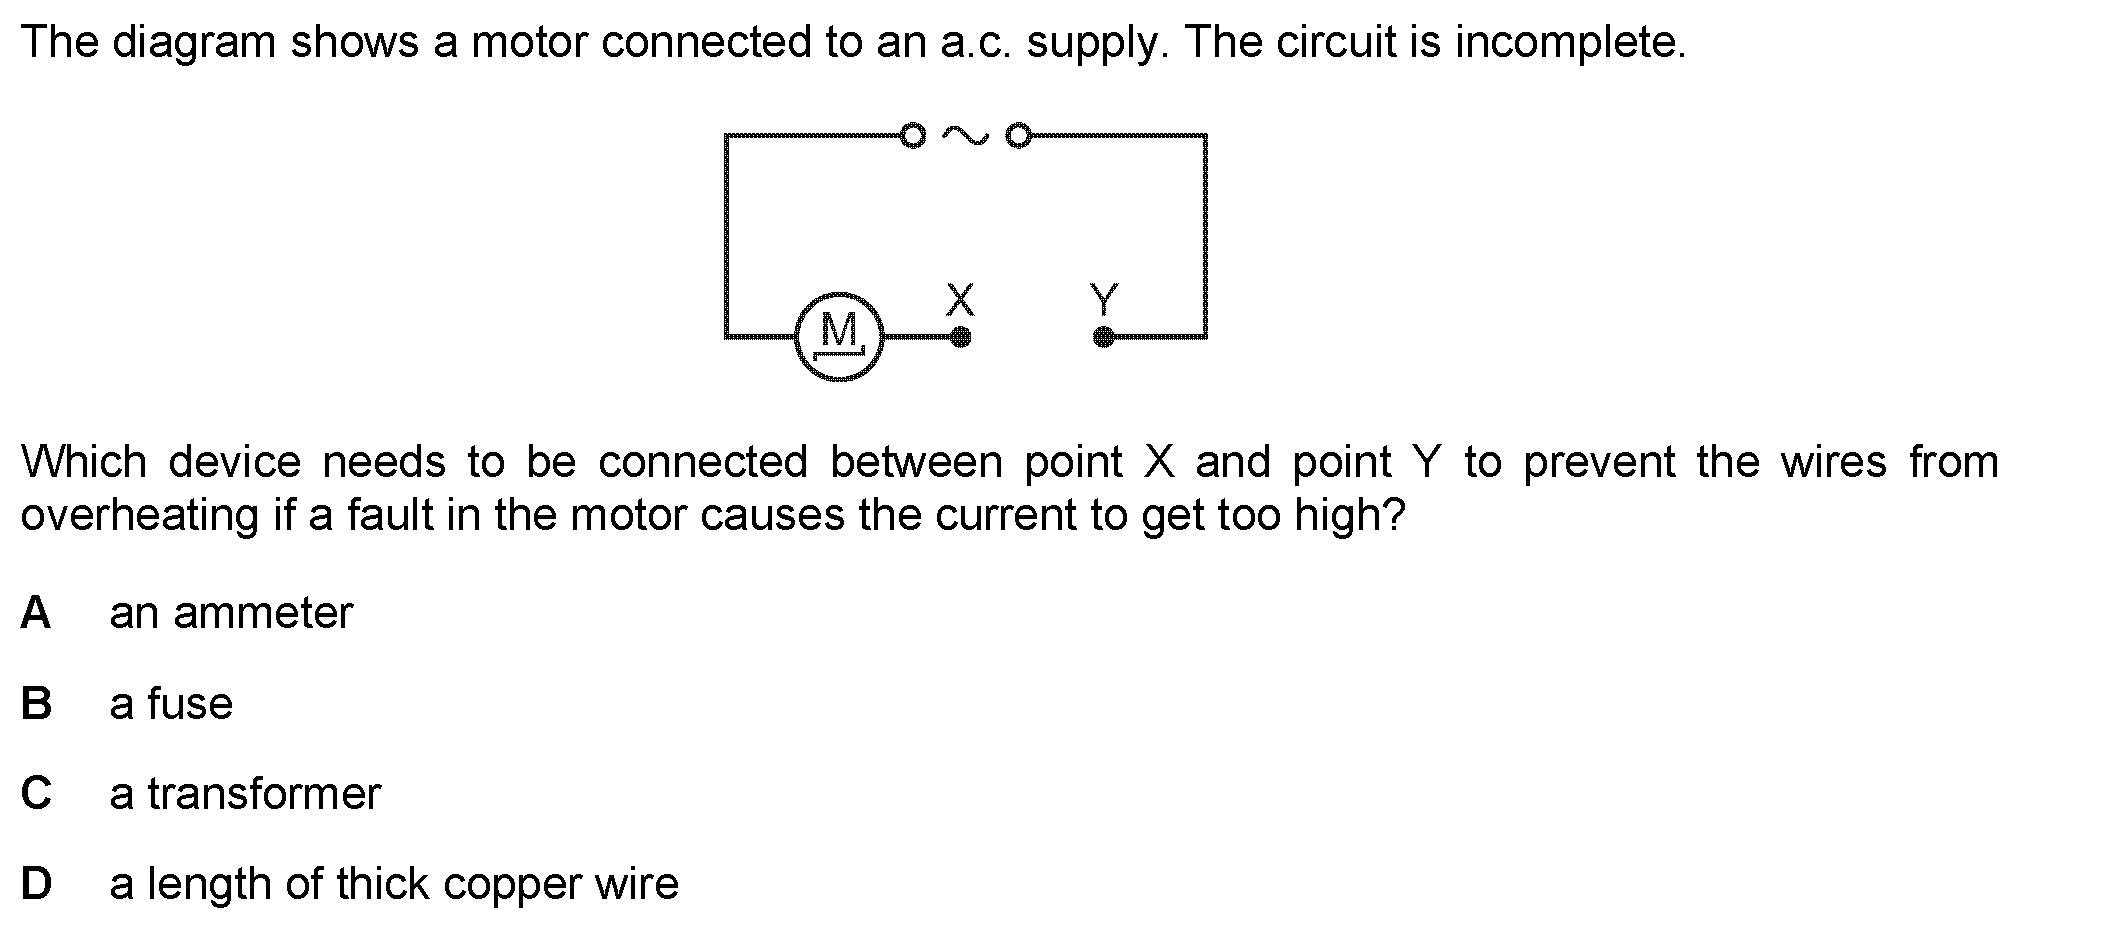 The diagram shows a motor connected to an a.c. supply. The circuit is incomplete.
X
Y
M
Which device needs to be connected between point X and point Y to prevent the wires from
overheating if a fault in the motor causes the current to get too high?
A an ammeter
B a fuse
C a transformer
D a length of thick copper wire